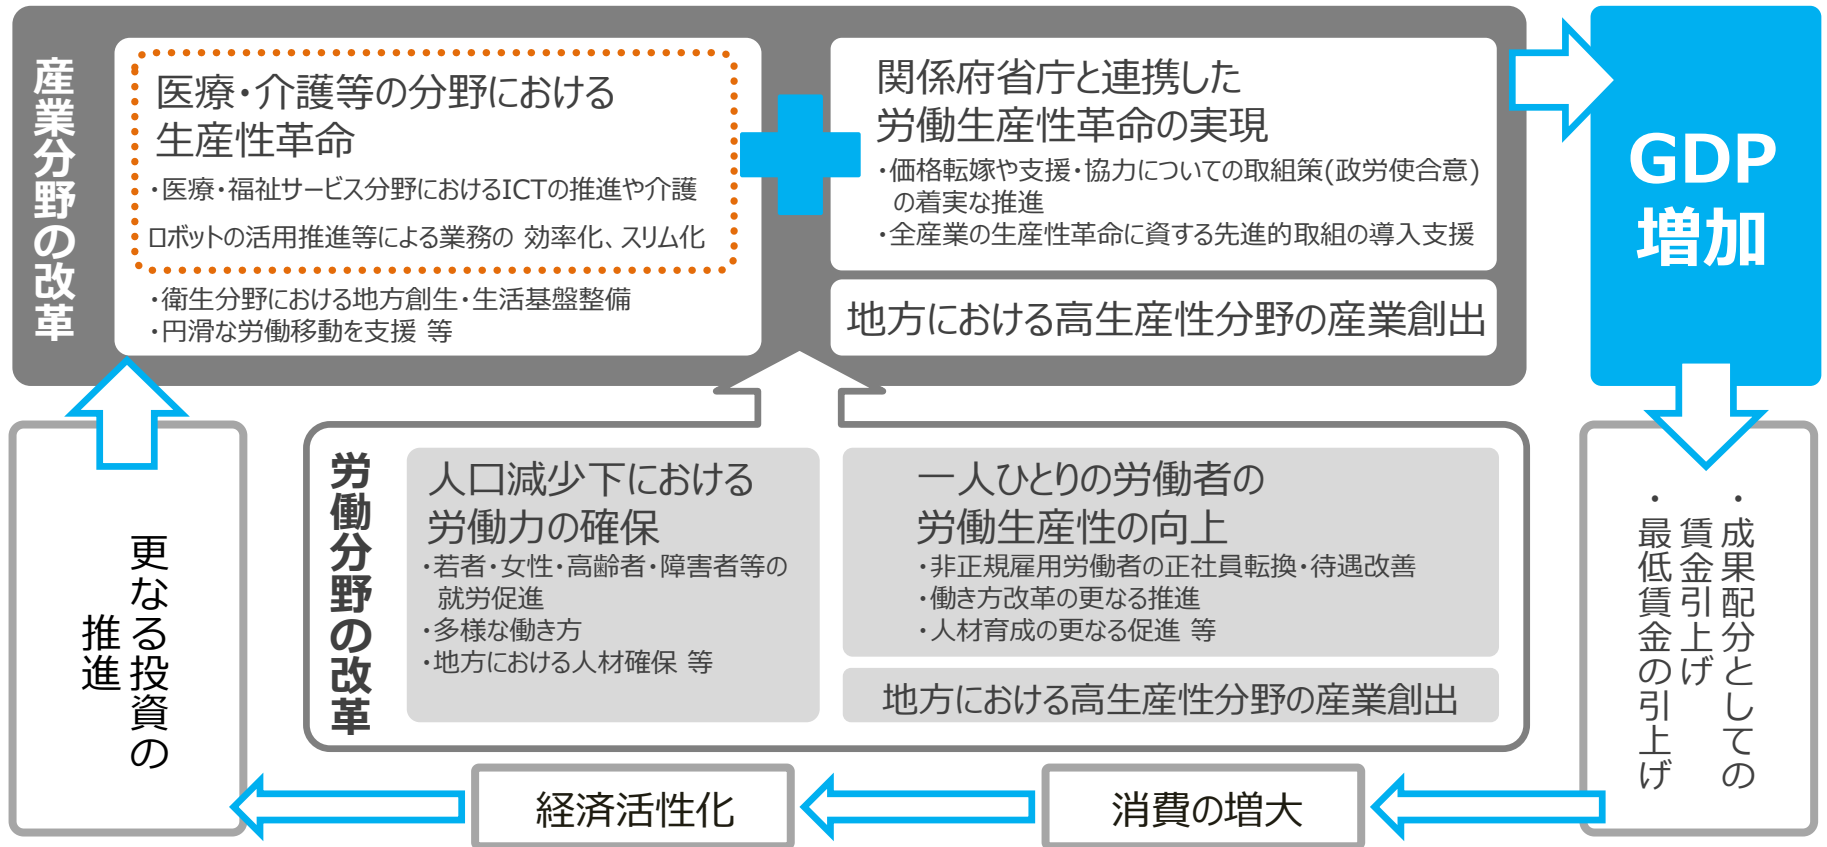 産業分野の改革
医療・介護等の分野における
生産性革命
・医療・福祉サービス分野におけるICTの推進や介護
ロボットの活用推進等による業務の 効率化、スリム化
・衛生分野における地方創生・生活基盤整備
・円滑な労働移動を支援 等
関係府省庁と連携した
労働生産性革命の実現
・価格転嫁や支援・協力についての取組策(政労使合意)
の着実な推進
・全産業の生産性革命に資する先進的取組の導入支援
地方における高生産性分野の産業創出
GDP
増加
労働分野の改革
人口減少下における
労働力の確保
・若者・女性・高齢者・障害者等の
就労促進
・多様な働き方
・地方における人材確保 等
一人ひとりの労働者の
労働生産性の向上
・非正規雇用労働者の正社員転換・待遇改善
・働き方改革の更なる推進
・人材育成の更なる促進 等
地方における高生産性分野の産業創出
・成果配分としての
賃金引上げ
・最低賃金の引上げ
消費の増大
経済活性化
更なる投資の
推進